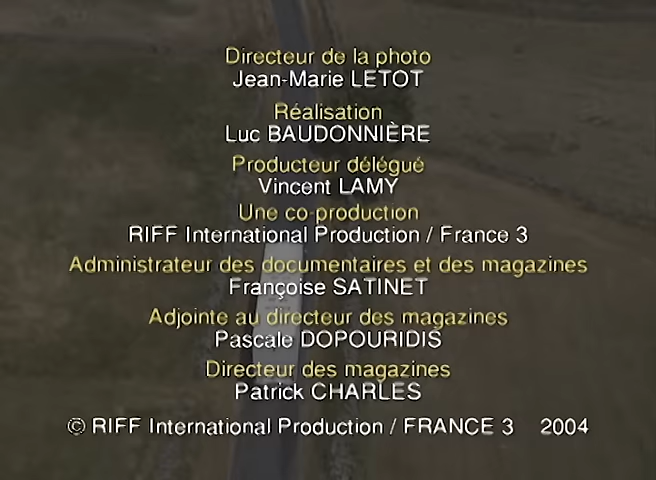 Directeur de la photo
Jean-Marie LETOT
Réalisation
Luc BAUDONNIÈRE
Producteur délégué
Vincent LAMY
Une co-production
RIFF International Production / France 3
Administrateur des documentaires et des magazines
Françoise SATINET
Adjointe au directeur des magazines
Pascale DOPOURIDIS
Directeur des magazines
Patrick CHARLES
© RIFF International Production / FRANCE 3 2004